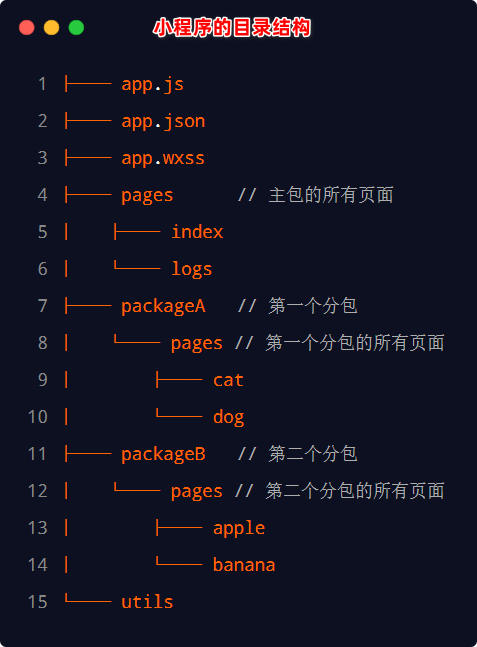 小程序的目录结构
1 ├── app.js
2 ├── app.json
3 ├── app.wxss
4 ├── pages // 主包的所有页面
5 │ ├── index
6 │ └── logs
7 ├── packageA // 第一个分包
8 │ └── pages // 第一个分包的所有页面
9 │ ├── cat
10 │ └── dog
11 ├── packageB // 第二个分包
12 │ └── pages // 第二个分包的所有页面
13 │ ├── apple
14 │ └── banana
15 └── utils